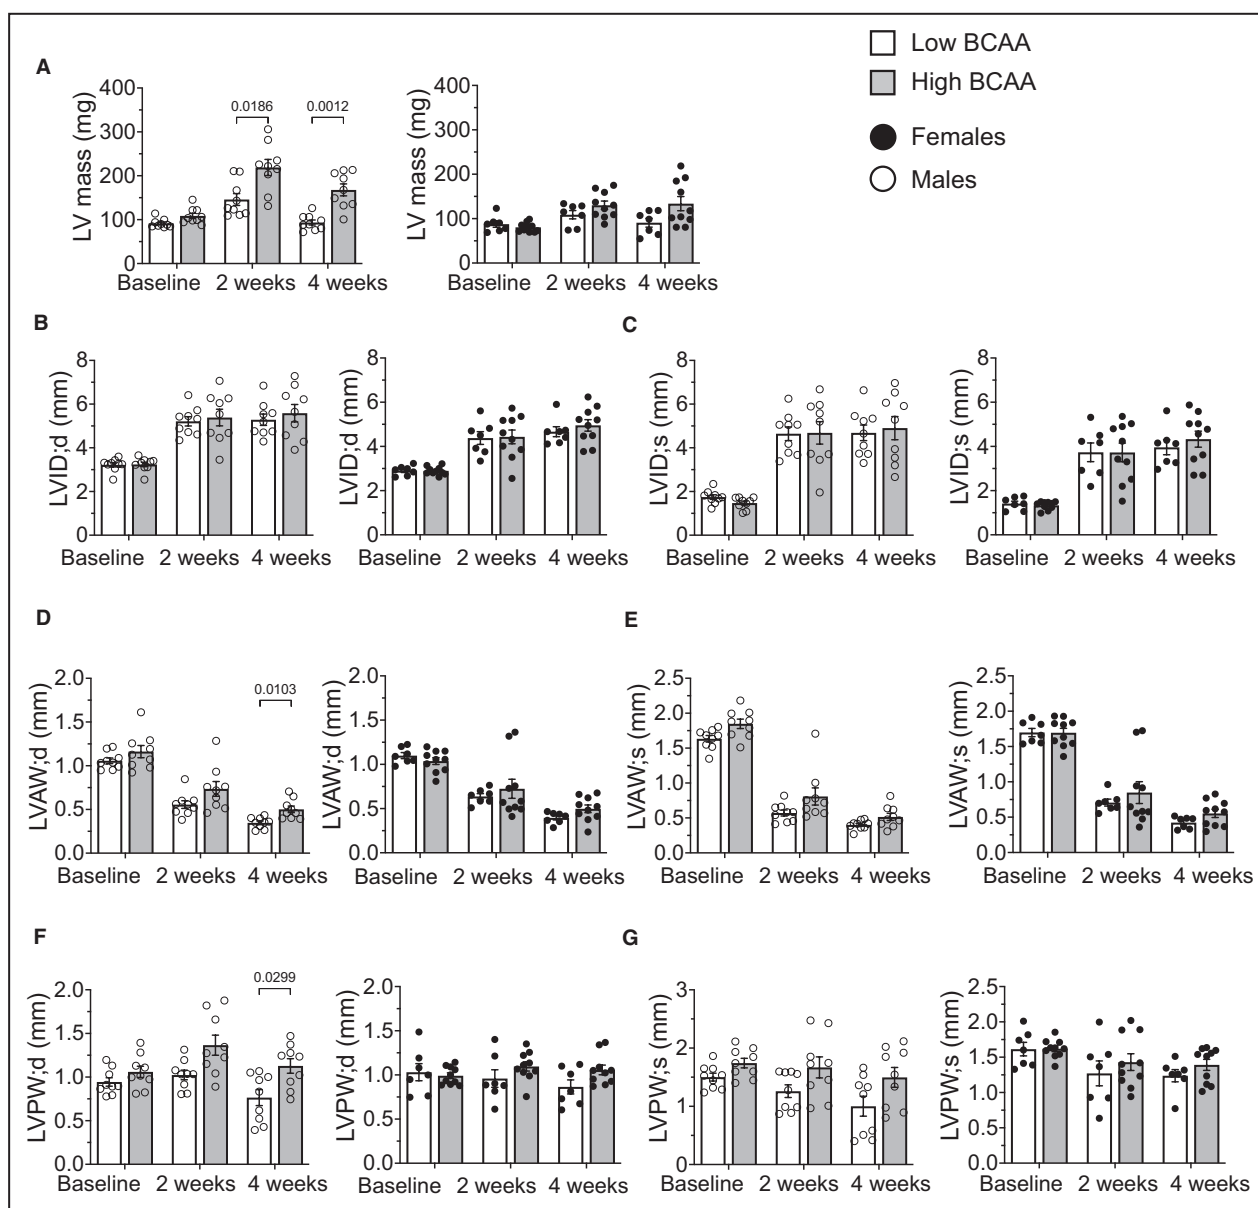 Low BCAA
High BCAA
Females
Males
A
LV mass (mg)
400
300
200
100
0
0.0186
0.0012
Baseline 2 weeks 4 weeks
LV mass (mg)
400
300
200
100
0
Baseline 2 weeks 4 weeks
B
LVID;d (mm)
8
6
4
2
0
Baseline 2 weeks 4 weeks
LVID;d (mm)
8
6
4
2
0
Baseline 2 weeks 4 weeks
C
LVID;s (mm)
8
6
4
2
0
Baseline 2 weeks 4 weeks
LVID;s (mm)
8
6
4
2
0
Baseline 2 weeks 4 weeks
D
LVAW;d (mm)
2.0
1.5
1.0
0.5
0.0
0.0103
Baseline 2 weeks 4 weeks
LVAW;d (mm)
2.0
1.5
1.0
0.5
0.0
Baseline 2 weeks 4 weeks
E
LVAW;s (mm)
2.5
2.0
1.5
1.0
0.5
0.0
Baseline 2 weeks 4 weeks
LVAW;s (mm)
2.5
2.0
1.5
1.0
0.5
0.0
Baseline 2 weeks 4 weeks
F
LVPW;d (mm)
2.0
1.5
1.0
0.5
0.0
0.0299
Baseline 2 weeks 4 weeks
LVPW;d (mm)
2.0
1.5
1.0
0.5
0.0
Baseline 2 weeks 4 weeks
G
LVPW;s (mm)
3
2
1
0
Baseline 2 weeks 4 weeks
LVPW;s (mm)
2.5
2.0
1.5
1.0
0.5
0.0
Baseline 2 weeks 4 weeks